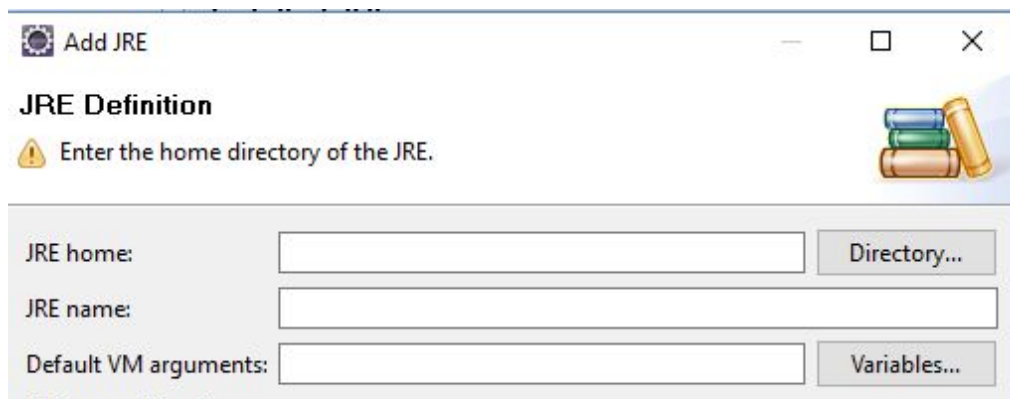 Add JRE
JRE Definition
Enter the home directory of the JRE.
JRE home:
Directory...
JRE name:
Default VM arguments:
Variables...